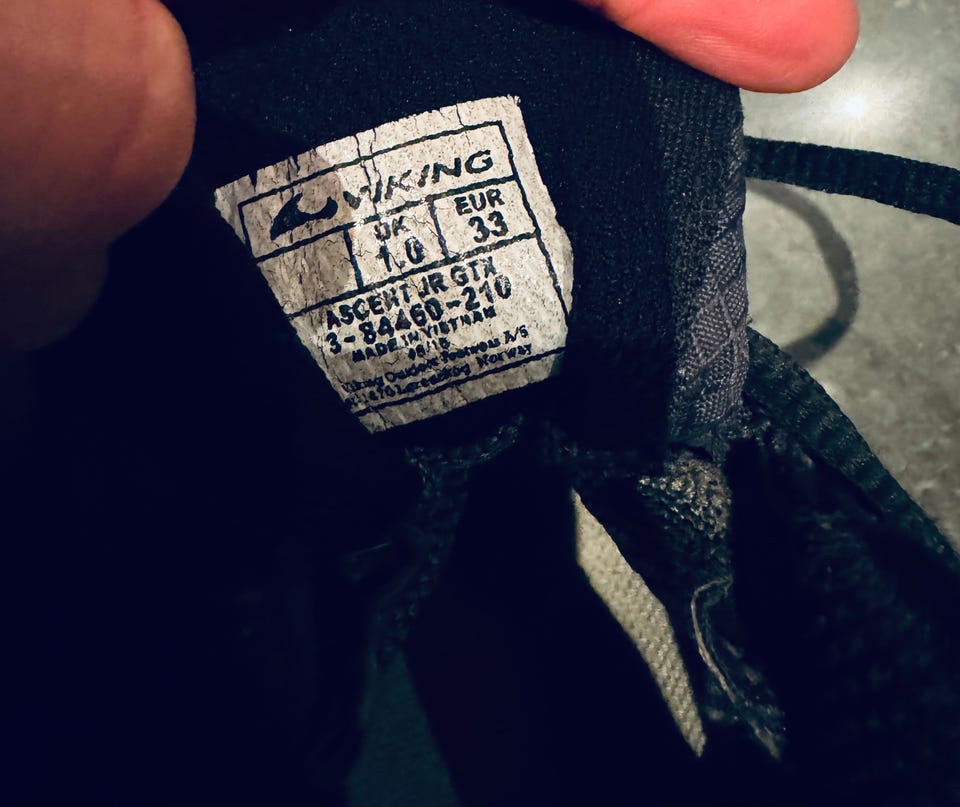 VIKING
UK EUR
1.0 33
ASCENT JR GTX
3-84460-210
MADE IN VIETNAM
Viking Outdoor Footwear A/S
Norway